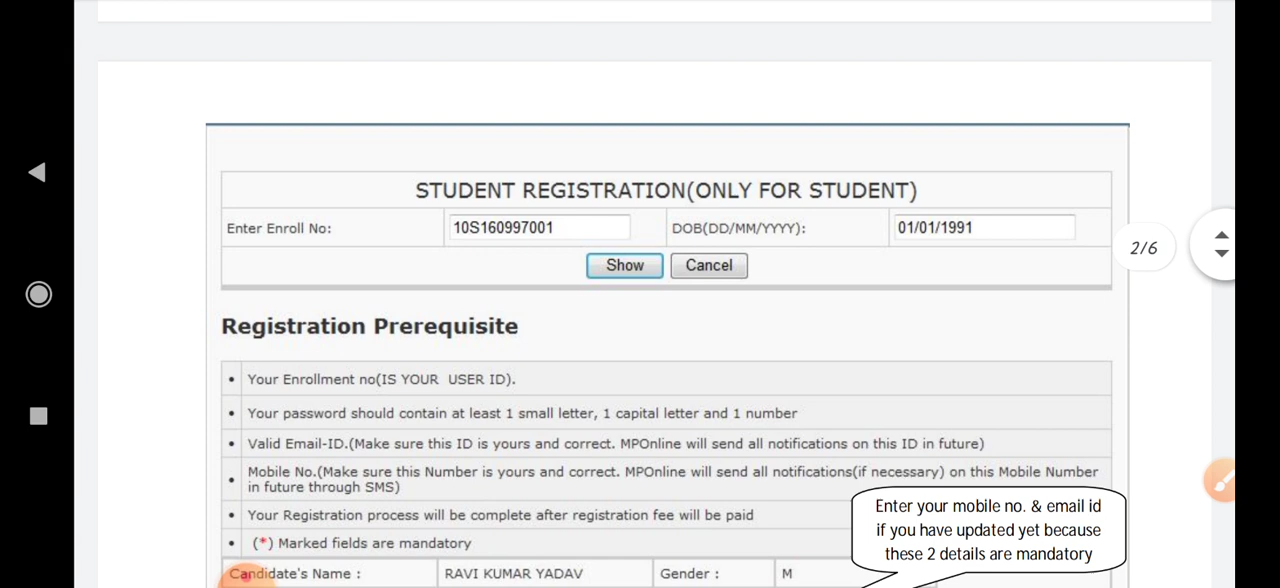 STUDENT REGISTRATION(ONLY FOR STUDENT)
Enter Enroll No: 10S160997001 DOB(DD/MM/YYYY): 01/01/1991
Show Cancel
2/6
Registration Prerequisite
• Your Enrollment no(IS YOUR USER ID).
• Your password should contain at least 1 small letter, 1 capital letter and 1 number
• Valid Email-ID.(Make sure this ID is yours and correct. MPOnline will send all notifications on this ID in future)
• Mobile No.(Make sure this Number is yours and correct. MPOnline will send all notifications(if necessary) on this Mobile Number
in future through SMS)
• Your Registration process will be complete after registration fee will be paid
• (*) Marked fields are mandatory
Enter your mobile no. & email id
if you have updated yet because
these 2 details are mandatory
Candidate's Name : RAVI KUMAR YADAV Gender : M